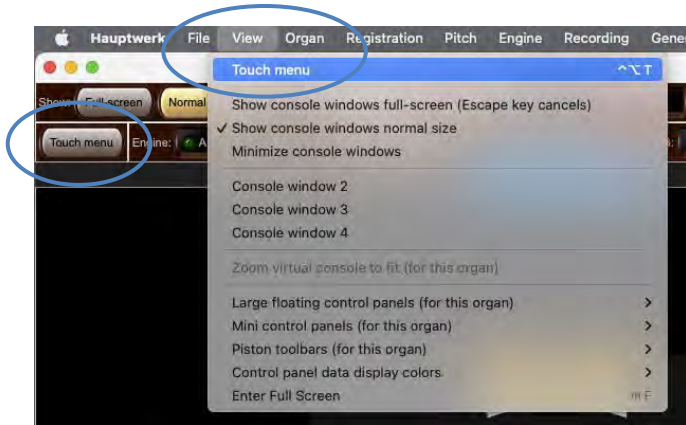 Hauptwerk File View Organ Registration Pitch Engine Recording Gene
Touch menu ^⌥T
Show: Full-screen Normal
Show console windows full-screen (Escape key cancels)
✓ Show console windows normal size
Touch menu Engine: A
Minimize console windows
Console window 2
Console window 3
Console window 4
Zoom virtual console to fit (for this organ)
Large floating control panels (for this organ) >
Mini control panels (for this organ) >
Piston toolbars (for this organ) >
Control panel data display colors >
Enter Full Screen F